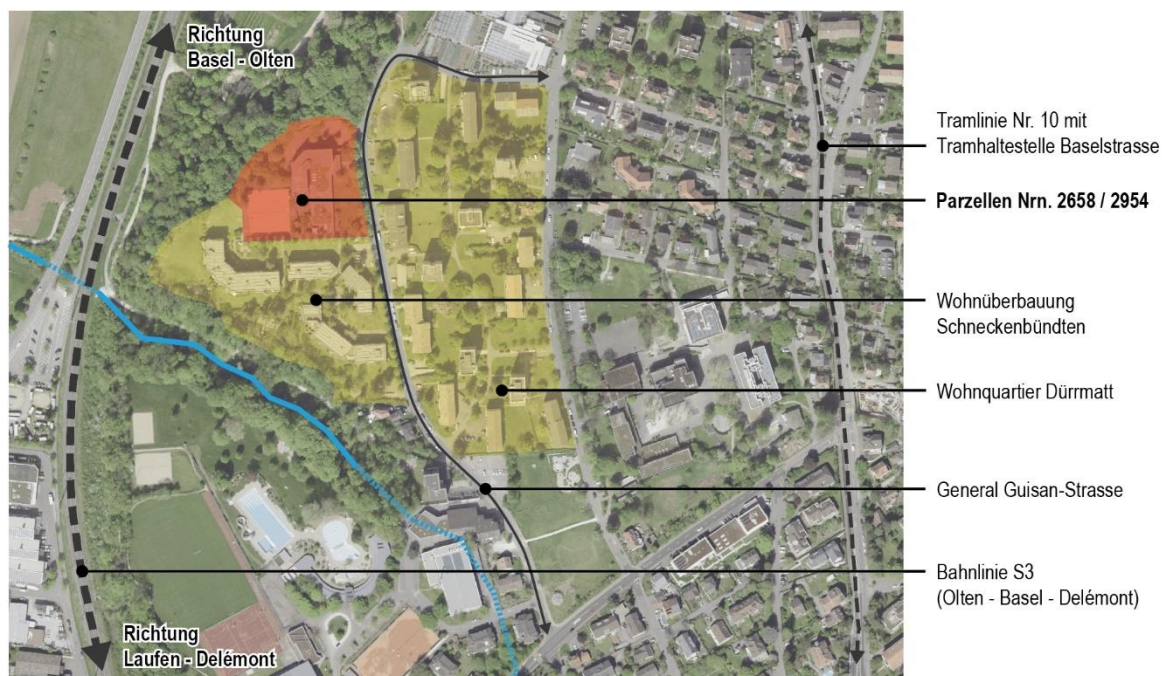 Richtung
Basel - Olten
Tramlinie Nr. 10 mit
Tramhaltestelle Baselstrasse
Parzellen Nrn. 2658 / 2954
Wohnüberbauung
Schneckenbündten
Wohnquartier Dürrmatt
General Guisan-Strasse
Bahnlinie S3
(Olten - Basel - Delémont)
Richtung
Laufen - Delémont